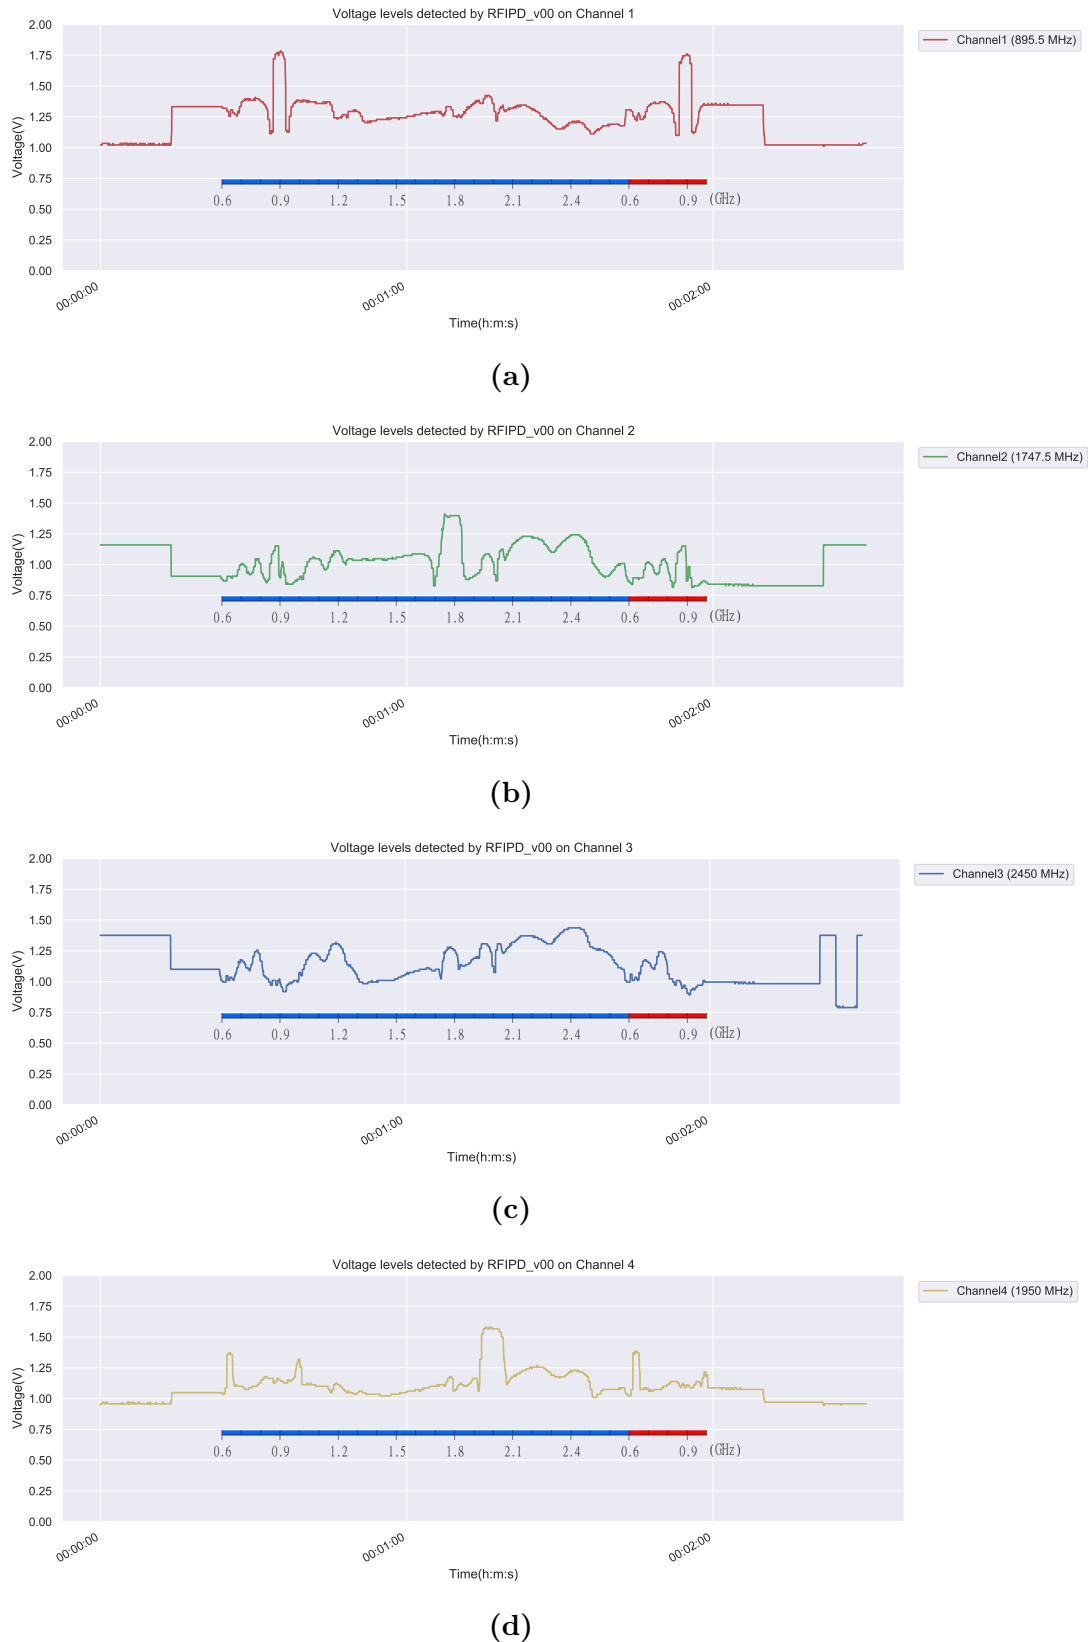 Voltage levels detected by RFIPD_v00 on Channel 1
2.00
1.75
1.50
1.25
1.00
0.75
0.50
0.25
0.00
Voltage(V)
Channel1 (895.5 MHz)
0.6 0.9 1.2 1.5 1.8 2.1 2.4 0.6 0.9 (GHz)
00:00:00 00:01:00 00:02:00
Time(h:m:s)
(a)
Voltage levels detected by RFIPD_v00 on Channel 2
2.00
1.75
1.50
1.25
1.00
0.75
0.50
0.25
0.00
Voltage(V)
Channel2 (1747.5 MHz)
0.6 0.9 1.2 1.5 1.8 2.1 2.4 0.6 0.9 (GHz)
00:00:00 00:01:00 00:02:00
Time(h:m:s)
(b)
Voltage levels detected by RFIPD_v00 on Channel 3
2.00
1.75
1.50
1.25
1.00
0.75
0.50
0.25
0.00
Voltage(V)
Channel3 (2450 MHz)
0.6 0.9 1.2 1.5 1.8 2.1 2.4 0.6 0.9 (GHz)
00:00:00 00:01:00 00:02:00
Time(h:m:s)
(c)
Voltage levels detected by RFIPD_v00 on Channel 4
2.00
1.75
1.50
1.25
1.00
0.75
0.50
0.25
0.00
Voltage(V)
Channel4 (1950 MHz)
0.6 0.9 1.2 1.5 1.8 2.1 2.4 0.6 0.9 (GHz)
00:00:00 00:01:00 00:02:00
Time(h:m:s)
(d)